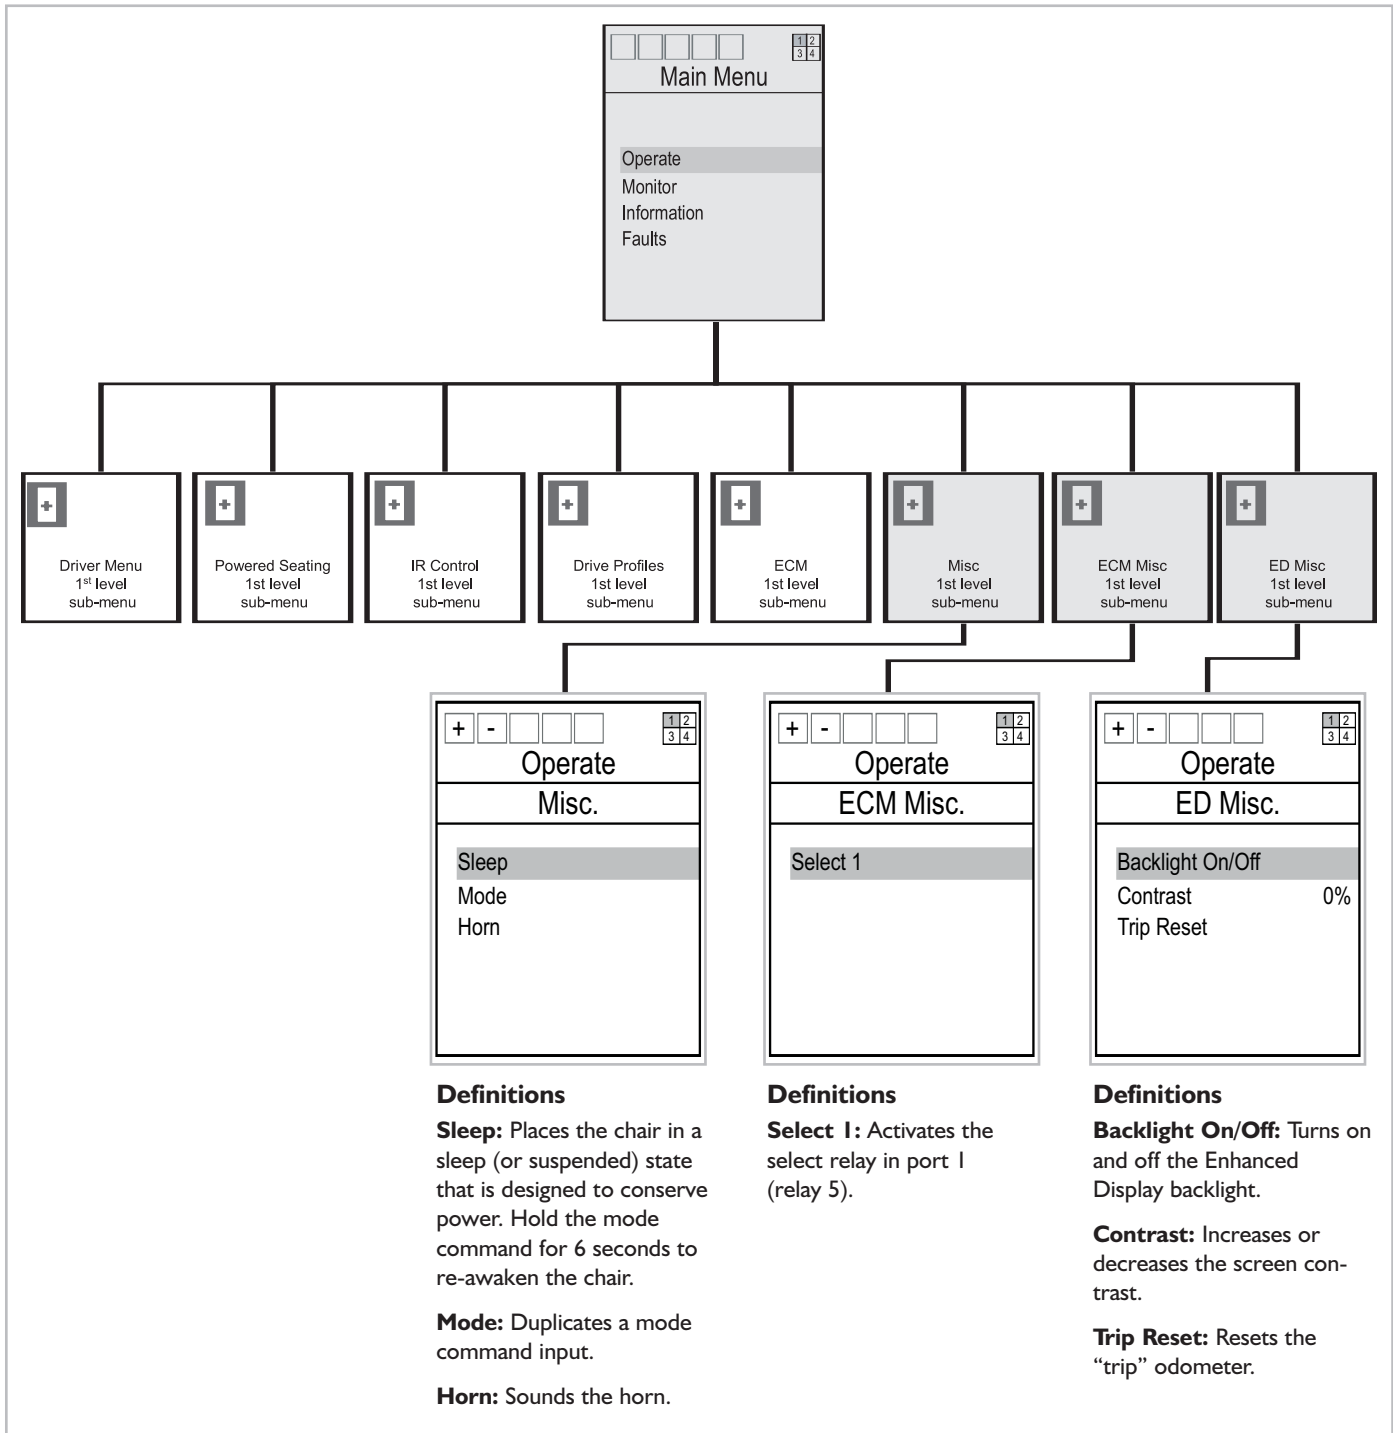 1 2
3 4
Main Menu
Operate
Monitor
Information
Faults
+
Driver Menu
1st level
sub-menu
+
Powered Seating
1st level
sub-menu
+
IR Control
1st level
sub-menu
+
Drive Profiles
1st level
sub-menu
+
ECM
1st level
sub-menu
+
Misc
1st level
sub-menu
+
ECM Misc
1st level
sub-menu
+
ED Misc
1st level
sub-menu
+ - 1 2
3 4
Operate
Misc.
Sleep
Mode
Horn
Definitions
Sleep: Places the chair in a
sleep (or suspended) state
that is designed to conserve
power. Hold the mode
command for 6 seconds to
re-awaken the chair.
Mode: Duplicates a mode
command input.
Horn: Sounds the horn.
+ - 1 2
3 4
Operate
ECM Misc.
Select 1
Definitions
Select 1: Activates the
select relay in port 1
(relay 5).
+ - 1 2
3 4
Operate
ED Misc.
Backlight On/Off
Contrast 0%
Trip Reset
Definitions
Backlight On/Off: Turns on
and off the Enhanced
Display backlight.
Contrast: Increases or
decreases the screen con-
trast.
Trip Reset: Resets the
“trip” odometer.